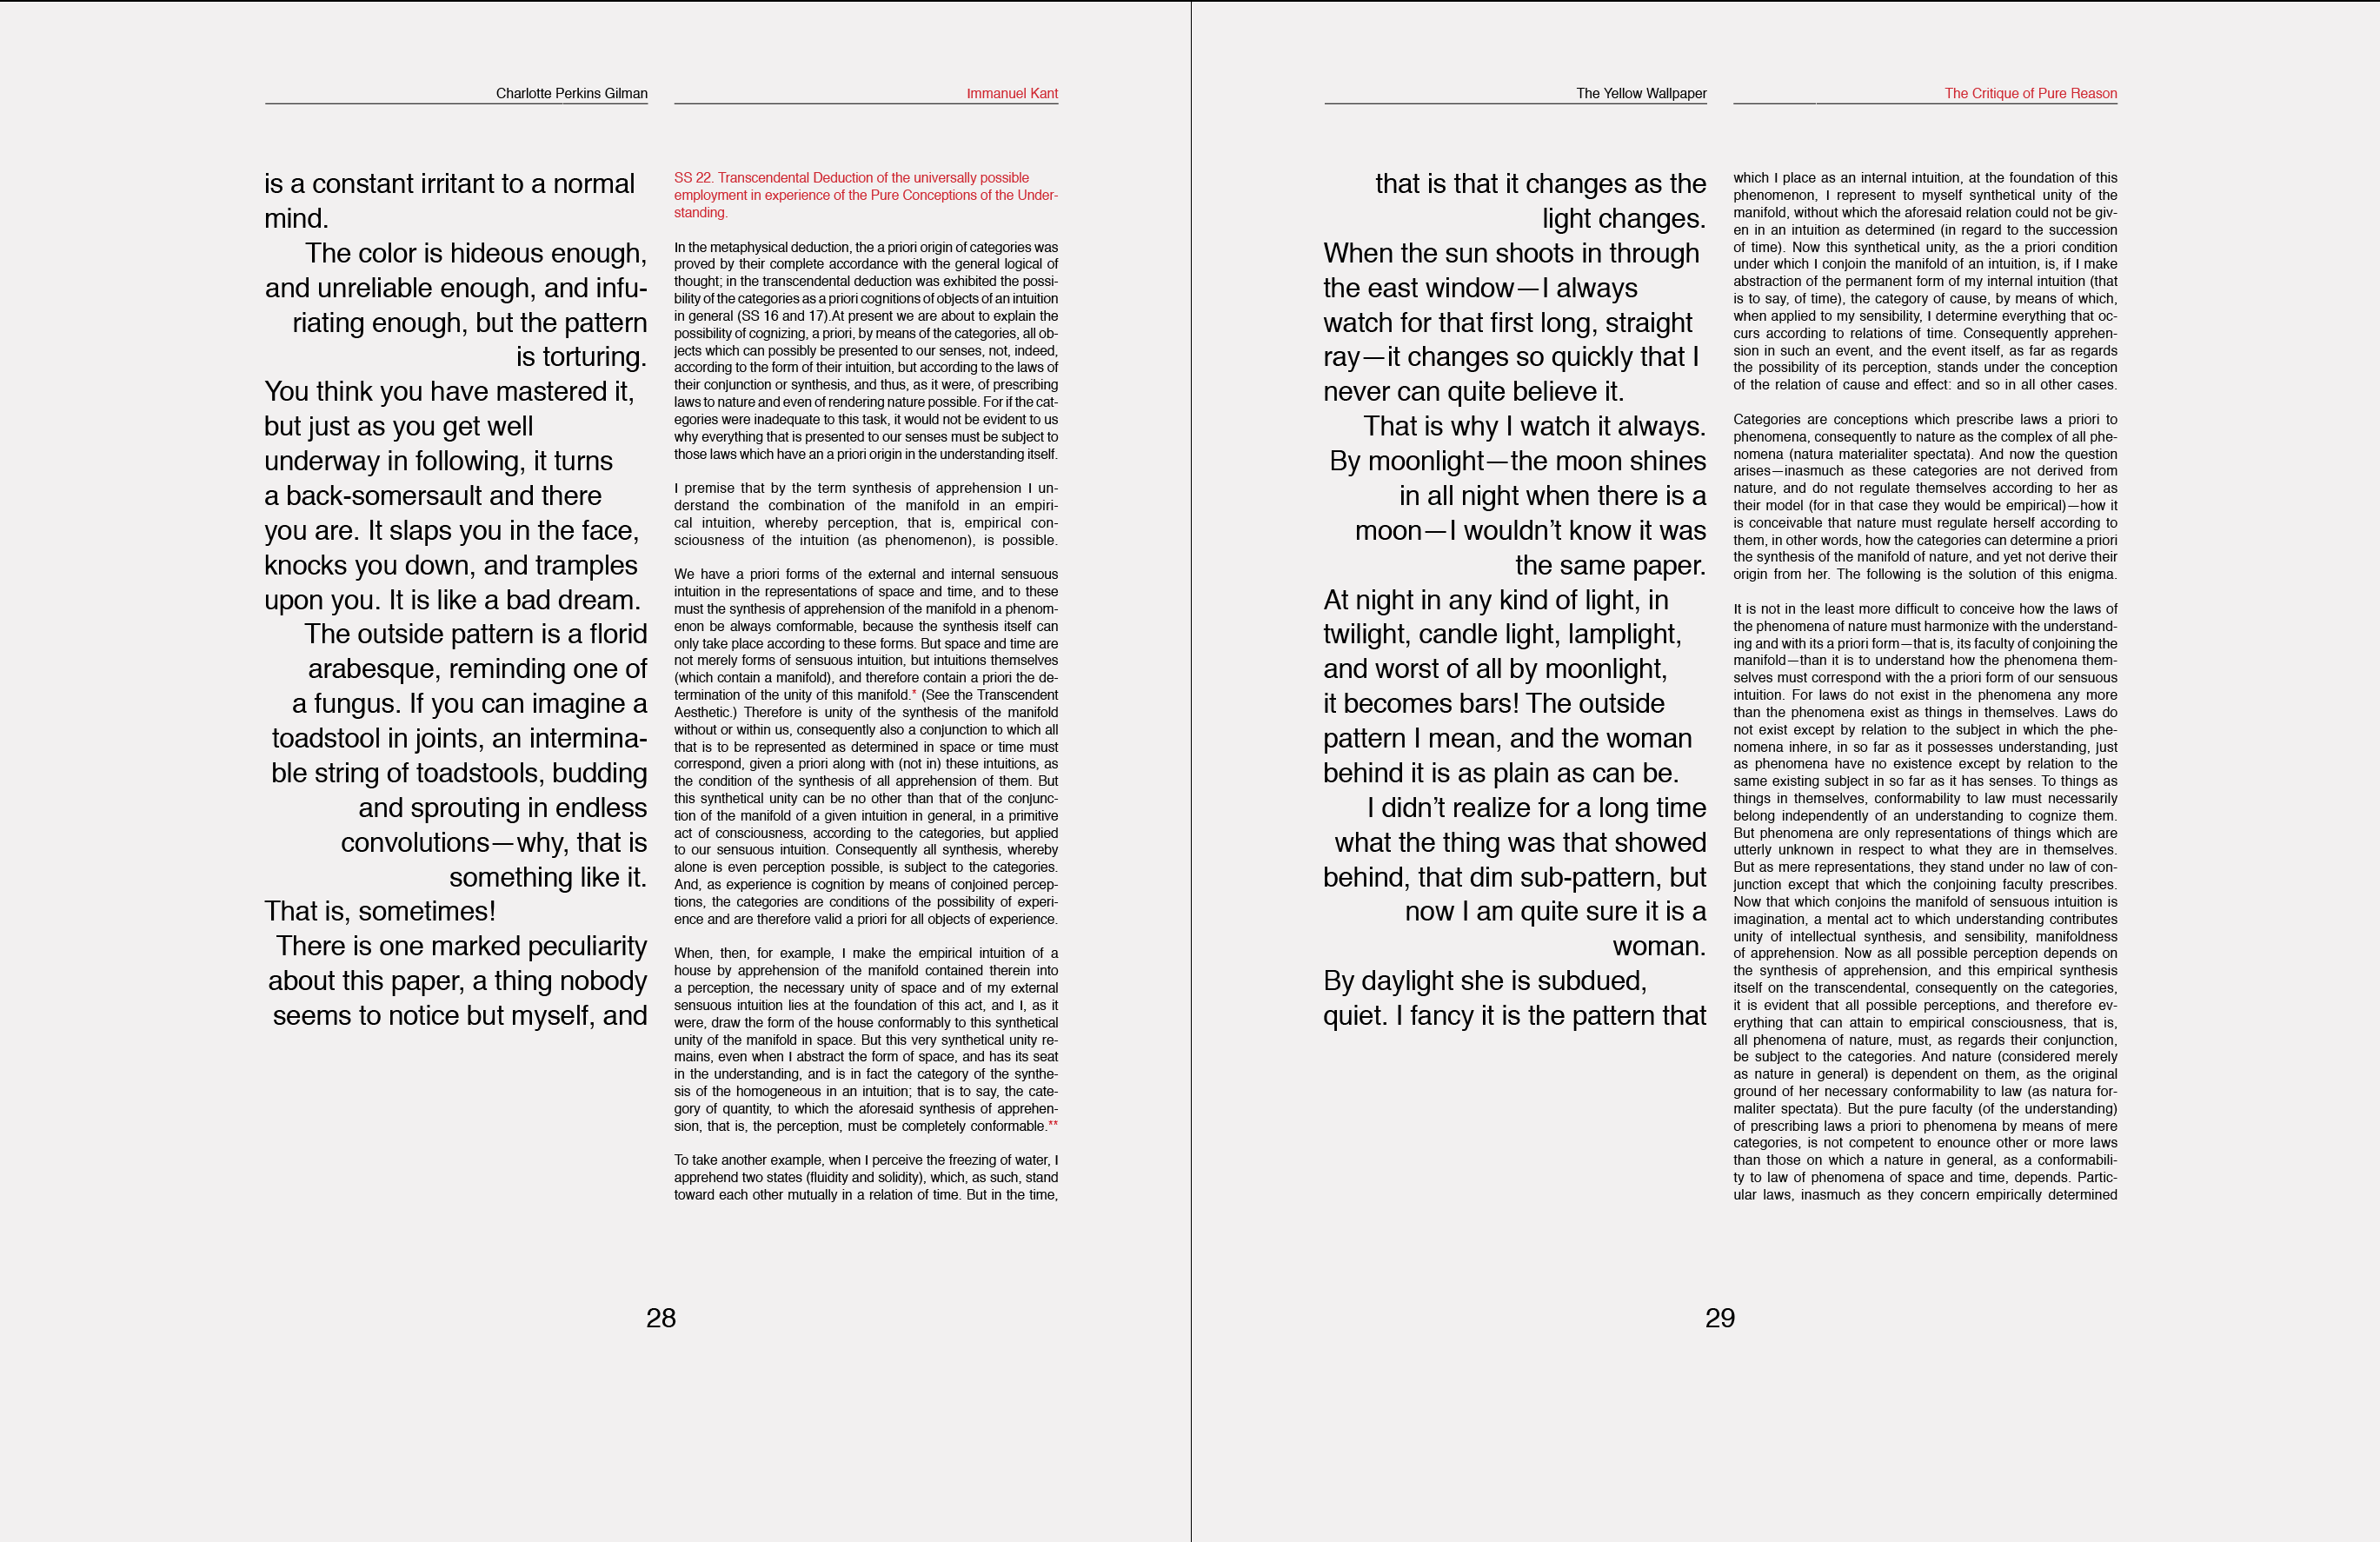 Charlotte Perkins Gilman
is a constant irritant to a normal
mind.
The color is hideous enough,
and unreliable enough, and infu-
riating enough, but the pattern
is torturing.
You think you have mastered it,
but just as you get well
underway in following, it turns
a back-somersault and there
you are. It slaps you in the face,
knocks you down, and tramples
upon you. It is like a bad dream.
The outside pattern is a florid
arabesque, reminding one of
a fungus. If you can imagine a
toadstool in joints, an intermina-
ble string of toadstools, budding
and sprouting in endless
convolutions—why, that is
something like it.
That is, sometimes!
There is one marked peculiarity
about this paper, a thing nobody
seems to notice but myself, and
Immanuel Kant
SS 22. Transcendental Deduction of the universally possible
employment in experience of the Pure Conceptions of the Under-
standing.
In the metaphysical deduction, the a priori origin of categories was
proved by their complete accordance with the general logical of
thought; in the transcendental deduction was exhibited the possi-
bility of the categories as a priori cognitions of objects of an intuition
in general (SS 16 and 17).At present we are about to explain the
possibility of cognizing, a priori, by means of the categories, all ob-
jects which can possibly be presented to our senses, not, indeed,
according to the form of their intuition, but according to the laws of
their conjunction or synthesis, and thus, as it were, of prescribing
laws to nature and even of rendering nature possible. For if the cat-
egories were inadequate to this task, it would not be evident to us
why everything that is presented to our senses must be subject to
those laws which have an a priori origin in the understanding itself.
I premise that by the term synthesis of apprehension I un-
derstand the combination of the manifold in an empiri-
cal intuition, whereby perception, that is, empirical con-
sciousness of the intuition (as phenomenon), is possible.
We have a priori forms of the external and internal sensuous
intuition in the representations of space and time, and to these
must the synthesis of apprehension of the manifold in a phenom-
enon be always comformable, because the synthesis itself can
only take place according to these forms. But space and time are
not merely forms of sensuous intuition, but intuitions themselves
(which contain a manifold), and therefore contain a priori the de-
termination of the unity of this manifold.* (See the Transcendent
Aesthetic.) Therefore is unity of the synthesis of the manifold
without or within us, consequently also a conjunction to which all
that is to be represented as determined in space or time must
correspond, given a priori along with (not in) these intuitions, as
the condition of the synthesis of all apprehension of them. But
this synthetical unity can be no other than that of the conjunc-
tion of the manifold of a given intuition in general, in a primitive
act of consciousness, according to the categories, but applied
to our sensuous intuition. Consequently all synthesis, whereby
alone is even perception possible, is subject to the categories.
And, as experience is cognition by means of conjoined percep-
tions, the categories are conditions of the possibility of experi-
ence and are therefore valid a priori for all objects of experience.
When, then, for example, I make the empirical intuition of a
house by apprehension of the manifold contained therein into
a perception, the necessary unity of space and of my external
sensuous intuition lies at the foundation of this act, and I, as it
were, draw the form of the house conformably to this synthetical
unity of the manifold in space. But this very synthetical unity re-
mains, even when I abstract the form of space, and has its seat
in the understanding, and is in fact the category of the synthe-
sis of the homogeneous in an intuition; that is to say, the cate-
gory of quantity, to which the aforesaid synthesis of apprehen-
sion, that is, the perception, must be completely conformable.**
To take another example, when I perceive the freezing of water, I
apprehend two states (fluidity and solidity), which, as such, stand
toward each other mutually in a relation of time. But in the time,
28
The Yellow Wallpaper
that is that it changes as the
light changes.
When the sun shoots in through
the east window—I always
watch for that first long, straight
ray—it changes so quickly that I
never can quite believe it.
That is why I watch it always.
By moonlight—the moon shines
in all night when there is a
moon—I wouldn’t know it was
the same paper.
At night in any kind of light, in
twilight, candle light, lamplight,
and worst of all by moonlight,
it becomes bars! The outside
pattern I mean, and the woman
behind it is as plain as can be.
I didn’t realize for a long time
what the thing was that showed
behind, that dim sub-pattern, but
now I am quite sure it is a
woman.
By daylight she is subdued,
quiet. I fancy it is the pattern that
The Critique of Pure Reason
which I place as an internal intuition, at the foundation of this
phenomenon, I represent to myself synthetical unity of the
manifold, without which the aforesaid relation could not be giv-
en in an intuition as determined (in regard to the succession
of time). Now this synthetical unity, as the a priori condition
under which I conjoin the manifold of an intuition, is, if I make
abstraction of the permanent form of my internal intuition (that
is to say, of time), the category of cause, by means of which,
when applied to my sensibility, I determine everything that oc-
curs according to relations of time. Consequently apprehen-
sion in such an event, and the event itself, as far as regards
the possibility of its perception, stands under the conception
of the relation of cause and effect: and so in all other cases.
Categories are conceptions which prescribe laws a priori to
phenomena, consequently to nature as the complex of all phe-
nomena (natura materialiter spectata). And now the question
arises—inasmuch as these categories are not derived from
nature, and do not regulate themselves according to her as
their model (for in that case they would be empirical)—how it
is conceivable that nature must regulate herself according to
them, in other words, how the categories can determine a priori
the synthesis of the manifold of nature, and yet not derive their
origin from her. The following is the solution of this enigma.
It is not in the least more difficult to conceive how the laws of
the phenomena of nature must harmonize with the understand-
ing and with its a priori form—that is, its faculty of conjoining the
manifold—than it is to understand how the phenomena them-
selves must correspond with the a priori form of our sensuous
intuition. For laws do not exist in the phenomena any more
than the phenomena exist as things in themselves. Laws do
not exist except by relation to the subject in which the phe-
nomena inhere, in so far as it possesses understanding, just
as phenomena have no existence except by relation to the
same existing subject in so far as it has senses. To things as
things in themselves, conformability to law must necessarily
belong independently of an understanding to cognize them.
But phenomena are only representations of things which are
utterly unknown in respect to what they are in themselves.
But as mere representations, they stand under no law of con-
junction except that which the conjoining faculty prescribes.
Now that which conjoins the manifold of sensuous intuition is
imagination, a mental act to which understanding contributes
unity of intellectual synthesis, and sensibility, manifoldness
of apprehension. Now as all possible perception depends on
the synthesis of apprehension, and this empirical synthesis
itself on the transcendental, consequently on the categories,
it is evident that all possible perceptions, and therefore ev-
erything that can attain to empirical consciousness, that is,
all phenomena of nature, must, as regards their conjunction,
be subject to the categories. And nature (considered merely
as nature in general) is dependent on them, as the original
ground of her necessary conformability to law (as natura for-
maliter spectata). But the pure faculty (of the understanding)
of prescribing laws a priori to phenomena by means of mere
categories, is not competent to enounce other or more laws
than those on which a nature in general, as a conformabili-
ty to law of phenomena of space and time, depends. Partic-
ular laws, inasmuch as they concern empirically determined
29